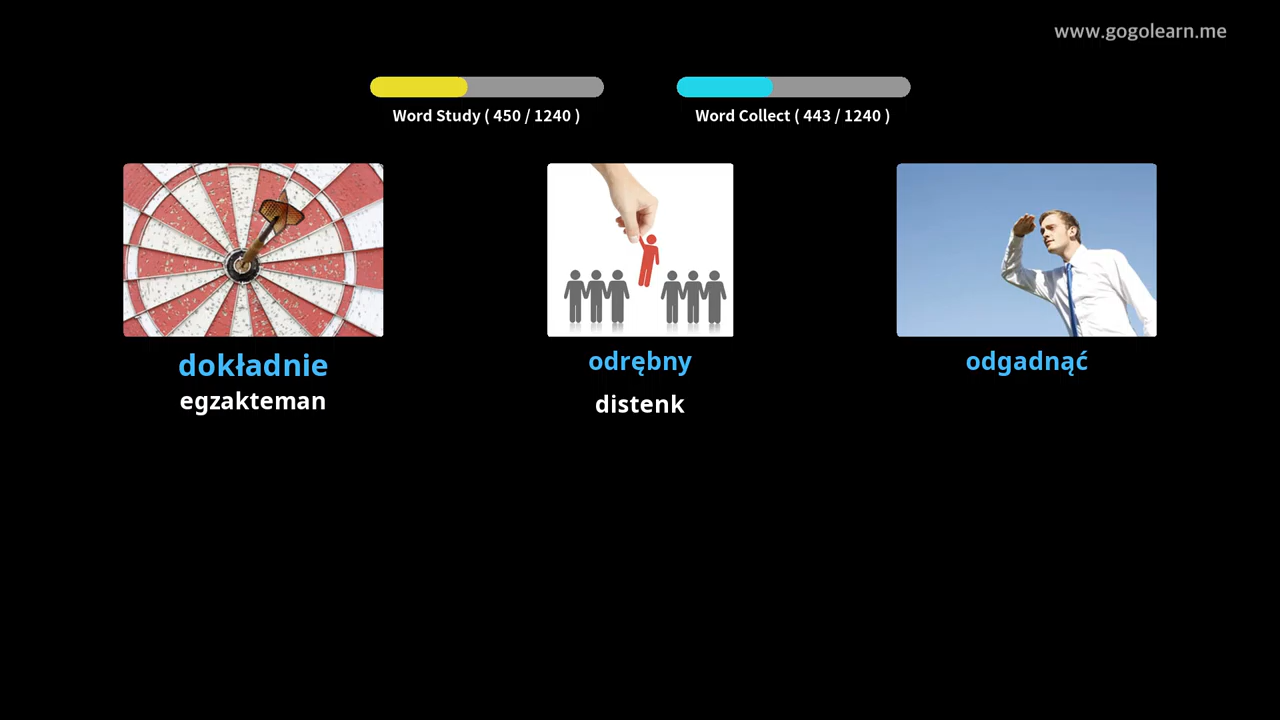 www.gogolearn.me
Word Study ( 450 / 1240 )
Word Collect ( 443 / 1240 )
dokładnie
odrębny
odgadnąć
egzakteman
distenk